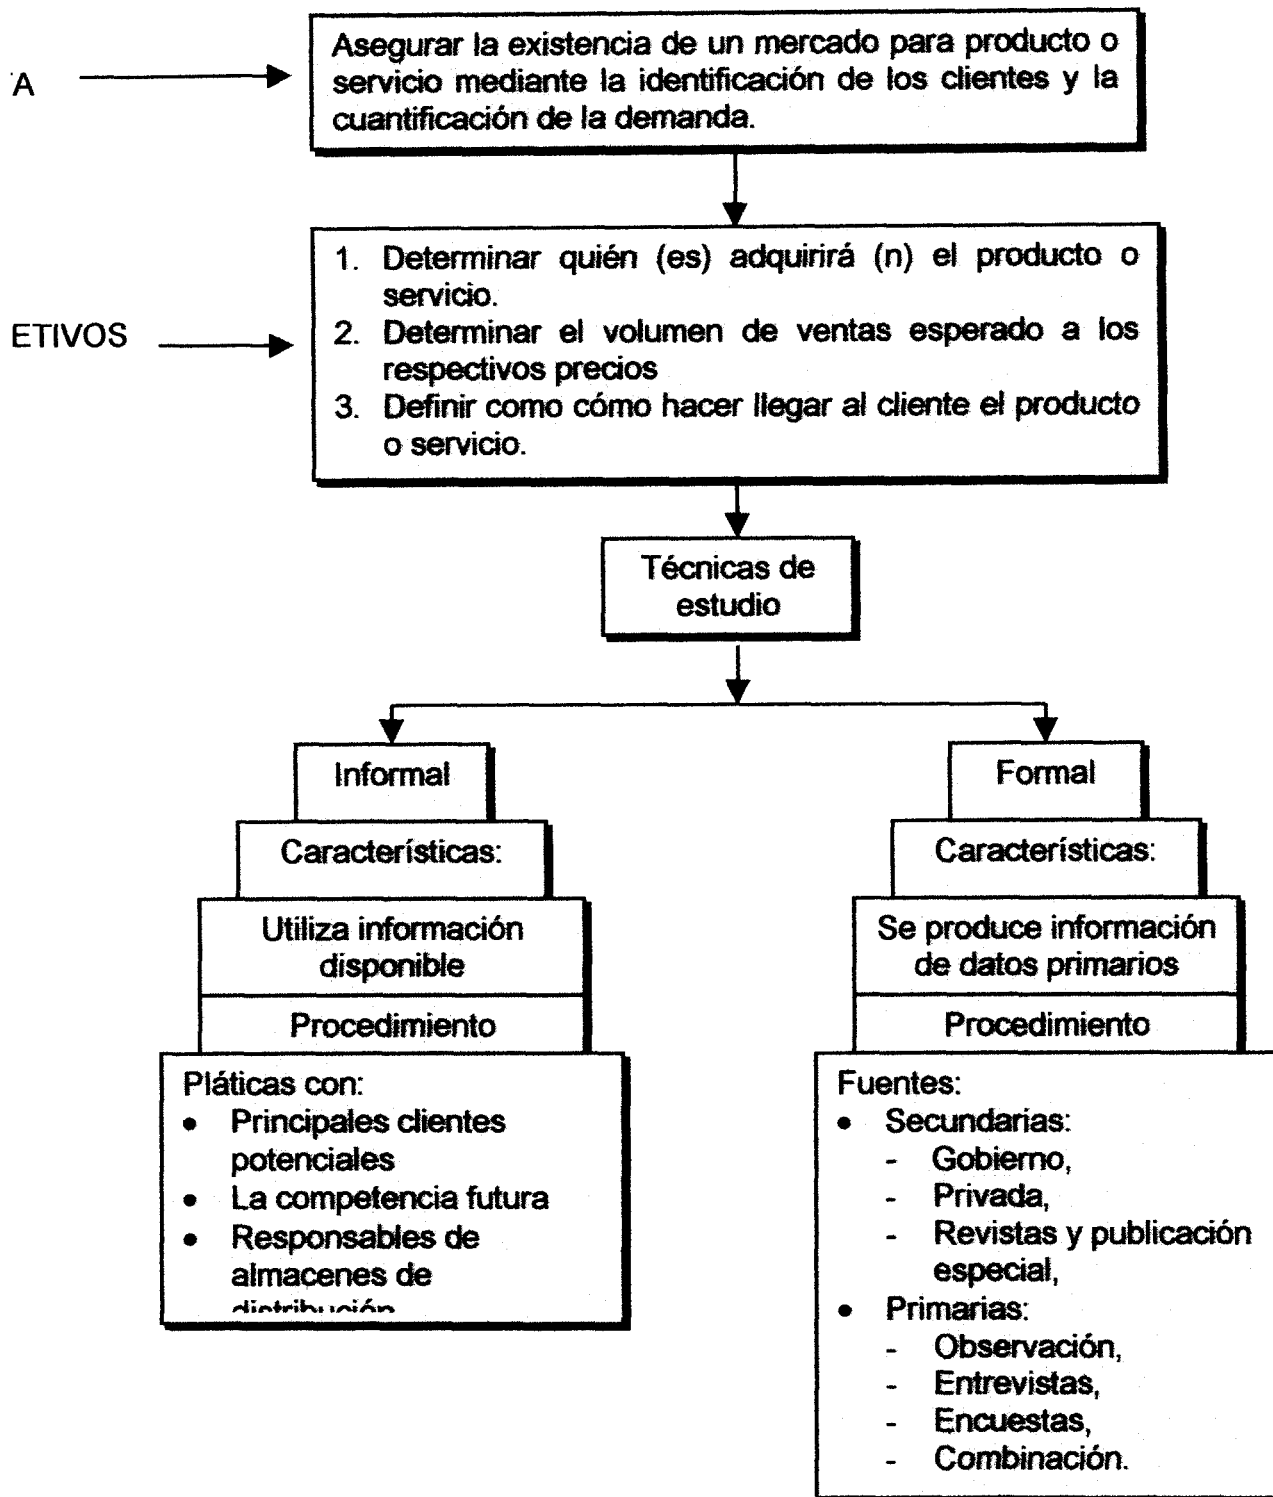 Asegurar la existencia de un mercado para producto o
A
servicio mediante la identificación de los clientes y la
cuantificación de la demanda.
1. Determinar quién (es) adquirirá (n) el producto o
servicio.
ETIVOS
2. Determinar el volumen de ventas esperado a los
respectivos precios
3. Definir como cómo hacer llegar al cliente el producto
o servicio.
Técnicas de
estudio
Informal
Características:
Utiliza información
disponible
Procedimiento
Pláticas con:
• Principales clientes
potenciales
• La competencia futura
• Responsables de
almacenes de
distribución
Formal
Características:
Se produce información
de datos primarios
Procedimiento
Fuentes:
• Secundarias:
- Gobierno,
- Privada,
- Revistas y publicación
especial,
• Primarias:
- Observación,
- Entrevistas,
- Encuestas,
- Combinación.